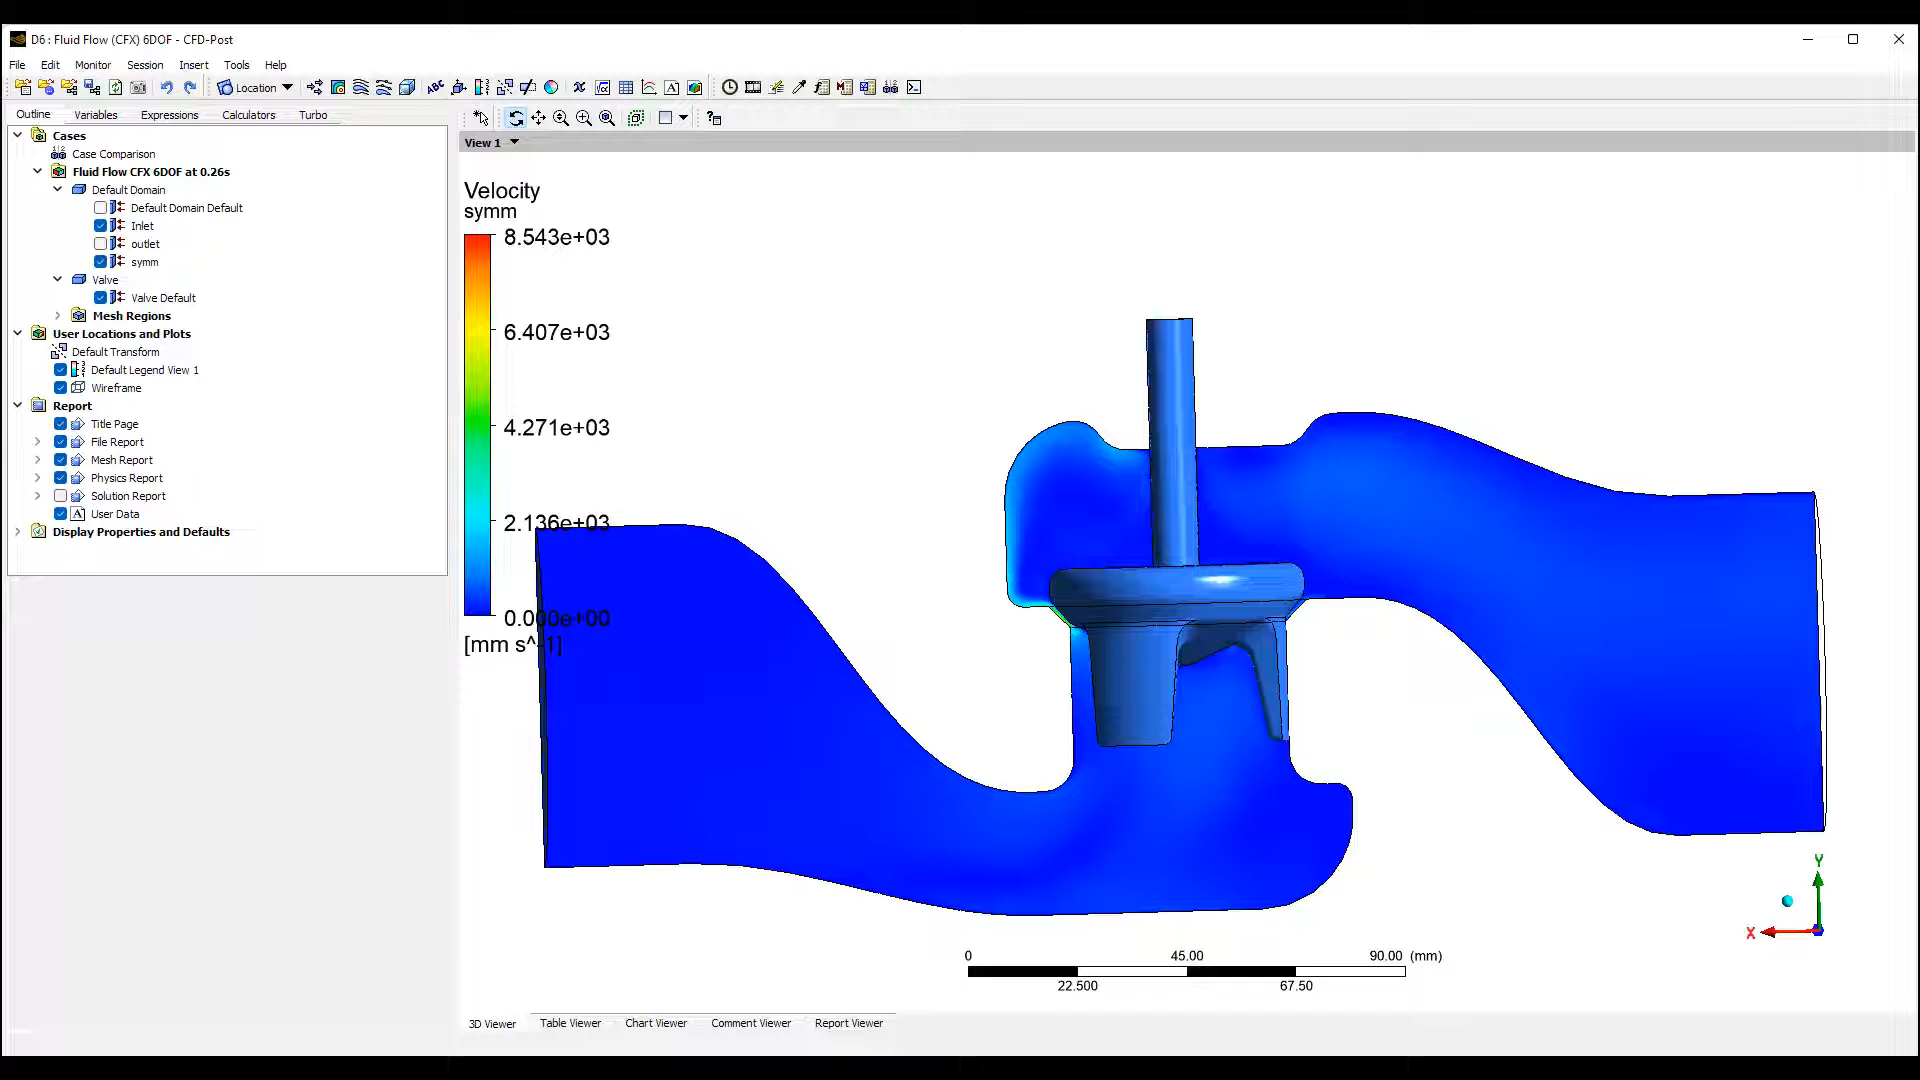 D6 : Fluid Flow (CFX) 6DOF - CFD-Post
File Edit Monitor Session Insert Tools Help
Location
Outline Variables Expressions Calculators Turbo
Cases
Case Comparison
Fluid Flow CFX 6DOF at 0.26s
Default Domain
Default Domain Default
Inlet
outlet
symm
Valve
Valve Default
Mesh Regions
User Locations and Plots
Default Transform
Default Legend View 1
Wireframe
Report
Title Page
File Report
Mesh Report
Physics Report
Solution Report
User Data
Display Properties and Defaults
View 1
Velocity
symm
8.543e+03
6.407e+03
4.271e+03
2.136e+03
0.000e+00
[mm s^-1]
Y
X
0 45.00 90.00 (mm)
22.500 67.50
3D Viewer Table Viewer Chart Viewer Comment Viewer Report Viewer